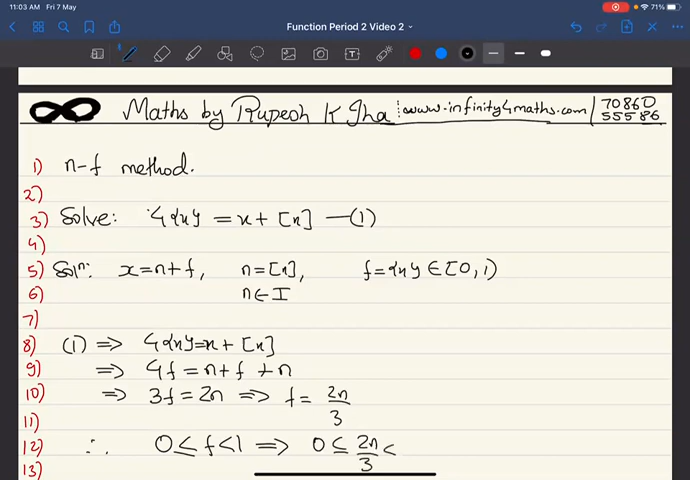 11:03 AM Fri 7 May
71%
Function Period 2 Video 2
Maths by Rupesh K Jha www.infinity4maths.com/ 70860 55586
1) n-f method.
2)
3) Solve: 4{x} = x + [x] —(1)
4)
5) Solⁿ: x = n + f, n = [x], f = {x} ∈ [0, 1)
6) n ∈ I
7)
8) (1) ⇒ 4{x} = x + [x]
9) ⇒ 4f = n + f + n
10) ⇒ 3f = 2n ⇒ f = 2n/3
11)
12) ∴ 0 ≤ f < 1 ⇒ 0 ≤ 2n/3 <
13)